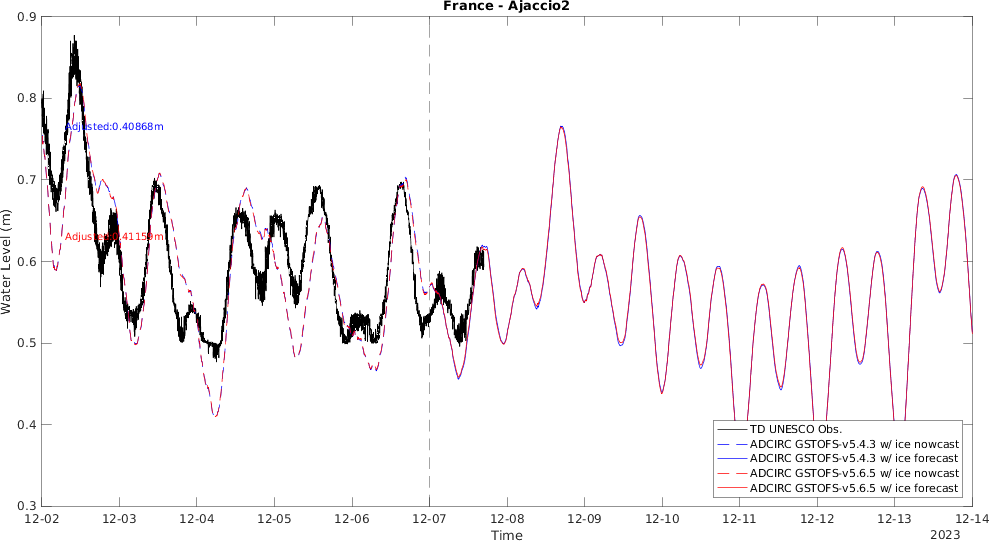 France - Ajaccio2
0.9
0.8
0.7
0.6
0.5
0.4
0.3
Water Level (m)
Adjusted:0.40868m
Adjusted:0.41159m
TD UNESCO Obs.
ADCIRC GSTOFS-v5.4.3 w/ ice nowcast
ADCIRC GSTOFS-v5.4.3 w/ ice forecast
ADCIRC GSTOFS-v5.6.5 w/ ice nowcast
ADCIRC GSTOFS-v5.6.5 w/ ice forecast
12-02 12-03 12-04 12-05 12-06 12-07 12-08 12-09 12-10 12-11 12-12 12-13 12-14
Time
2023